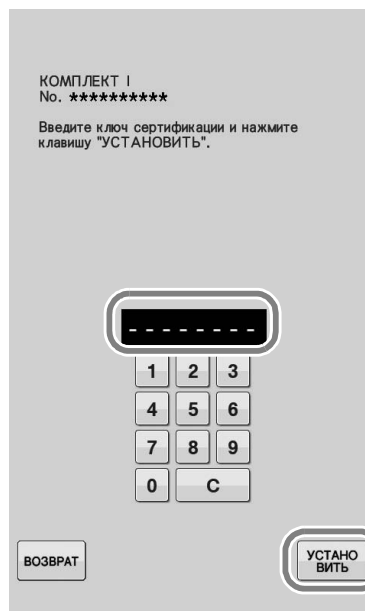 КОМПЛЕКТ I
No. **********
Введите ключ сертификации и нажмите
клавишу "УСТАНОВИТЬ".
- - - - - - - -
1 2 3
4 5 6
7 8 9
0 C
ВОЗВРАТ
УСТАНО
ВИТЬ